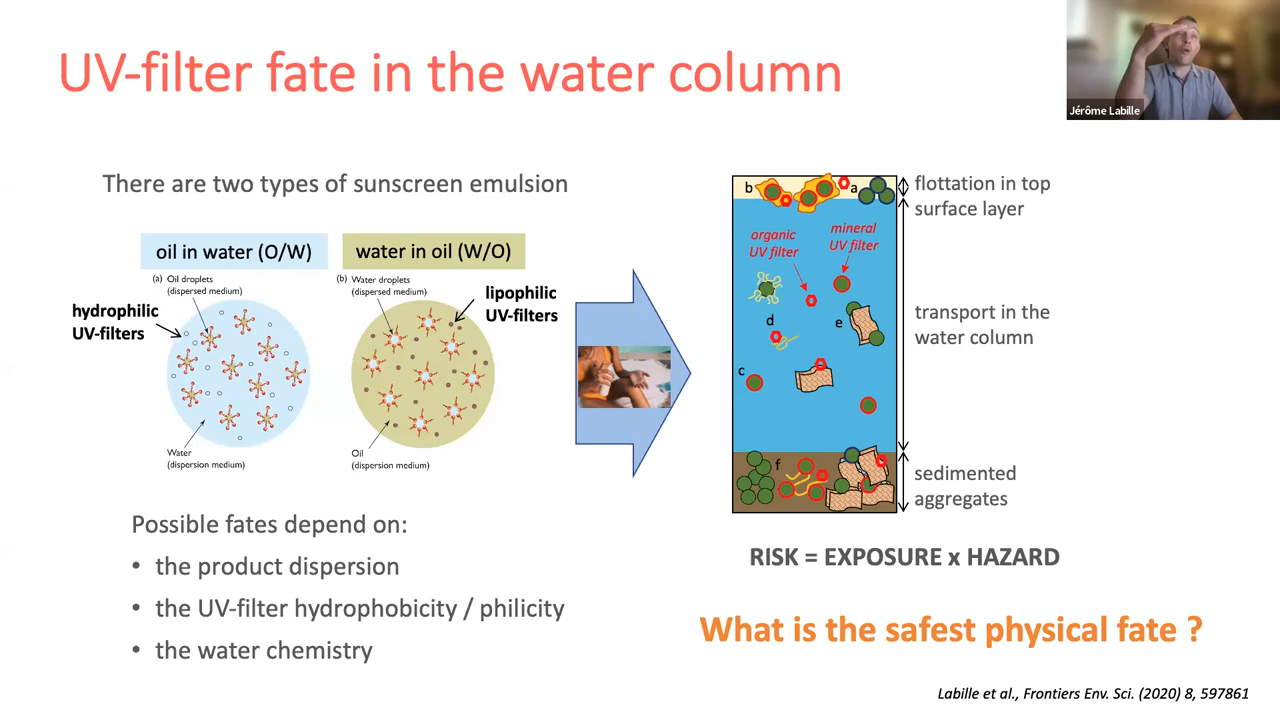 UV-filter fate in the water column
Jérôme Labille
There are two types of sunscreen emulsion
oil in water (O/W)
water in oil (W/O)
(a) Oil droplets
(dispersed medium)
(b) Water droplets
(dispersed medium)
hydrophilic
UV-filters
lipophilic
UV-filters
Water
(dispersion medium)
Oil
(dispersion medium)
Possible fates depend on:
• the product dispersion
• the UV-filter hydrophobicity / philicity
• the water chemistry
b
a
organic
UV filter
mineral
UV filter
d
e
c
f
flottation in top
surface layer
transport in the
water column
sedimented
aggregates
RISK = EXPOSURE x HAZARD
What is the safest physical fate ?
Labille et al., Frontiers Env. Sci. (2020) 8, 597861